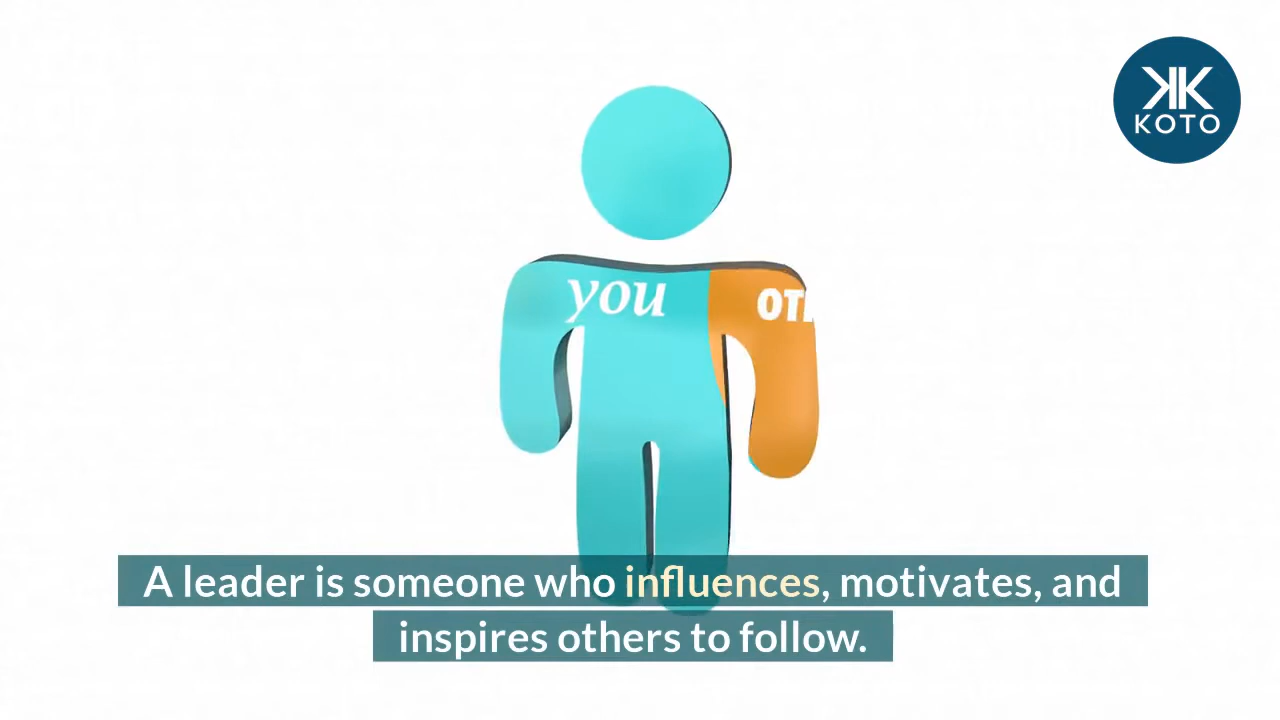 KOTO
you
A leader is someone who influences, motivates, and
inspires others to follow.